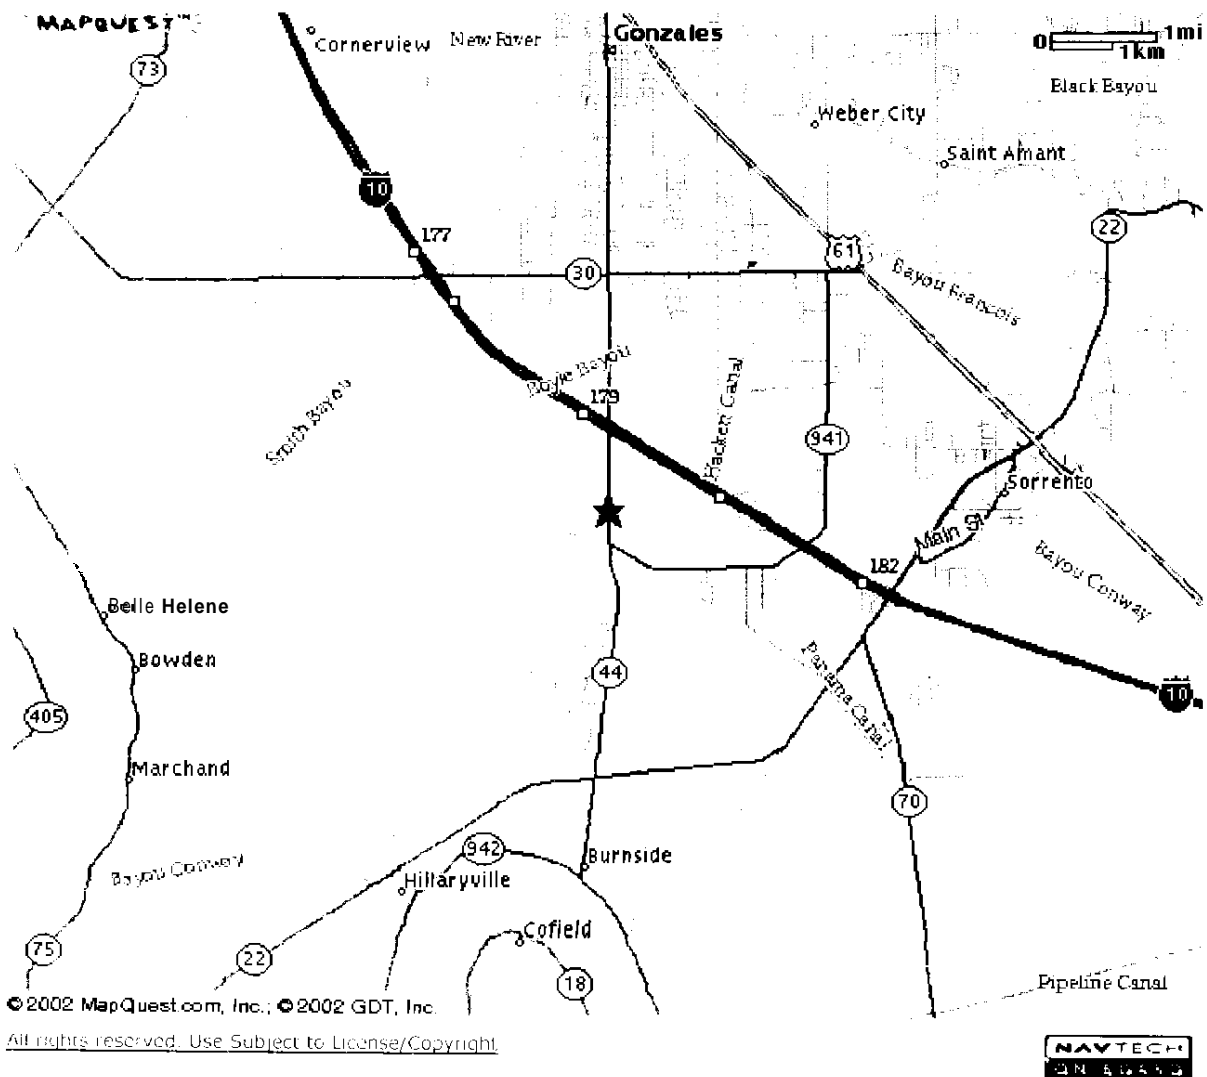 MAPQUEST™
Cornerview
New River
Gonzales
0 1mi
1km
73
Black Bayou
Weber City
Saint Amant
10
177
22
61
30
Bayou Francois
Boyle Bayou
179
Smith Bayou
Hacken Canal
941
Sorrento
Main St
182
Bayou Conway
Belle Helene
Bowden
44
Panama Canal
10
405
Marchand
70
942
Burnside
Bayou Conway
Hillaryville
Cofield
75
22
18
Pipeline Canal
©2002 MapQuest.com, Inc.; ©2002 GDT, Inc.
All rights reserved. Use Subject to License/Copyright
NAVTECH
ON BOARD